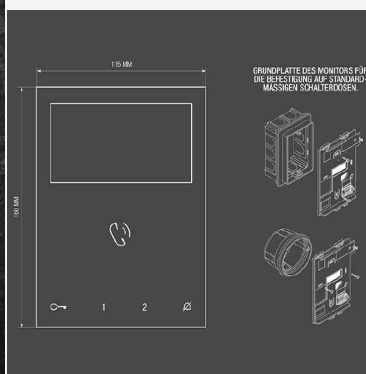 115 MM
GRUNDPLATTE DES MONITORS FÜR
DIE BEFESTIGUNG AUF STANDARD-
MÄSSIGEN SCHALTERDOSEN.
160 MM
1 2